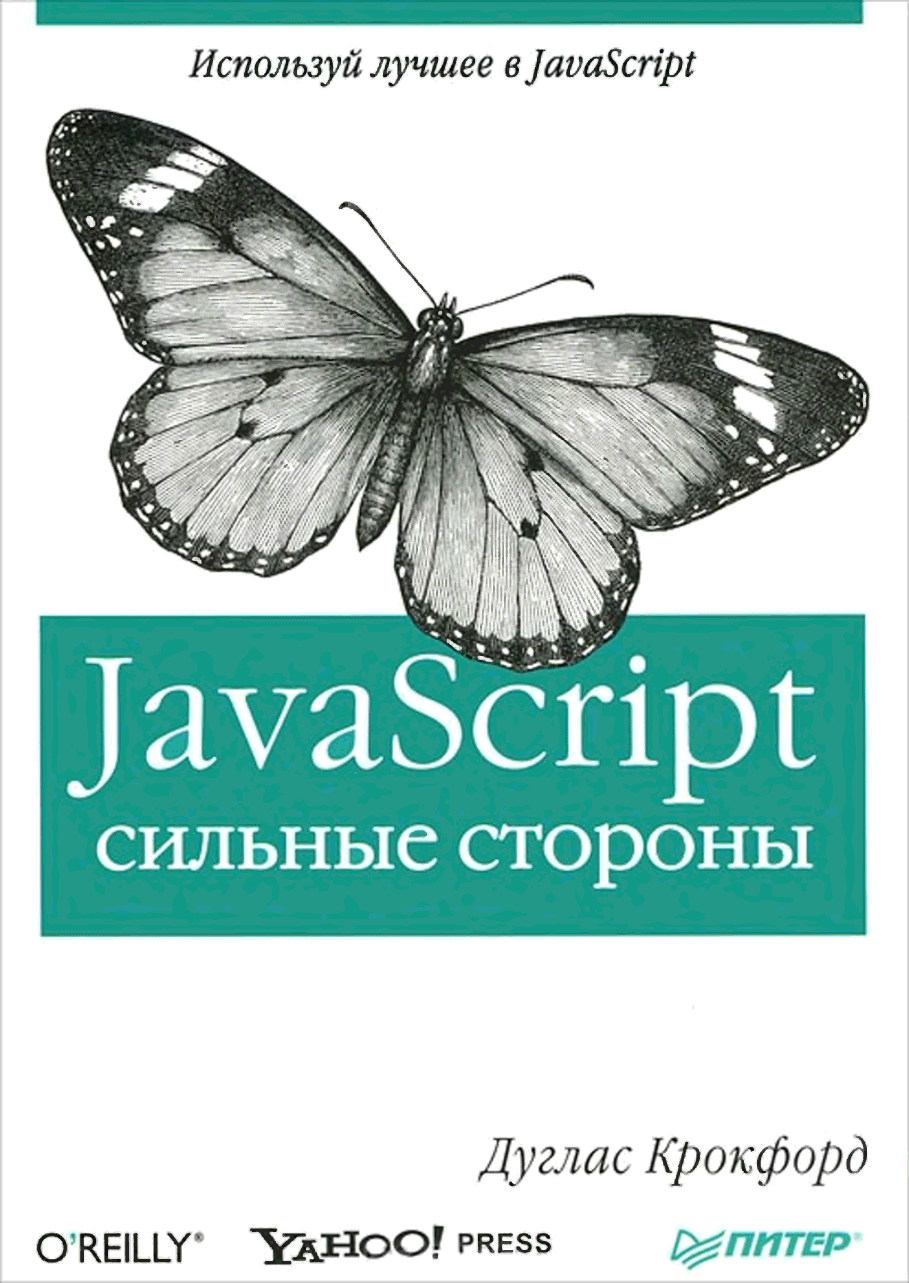 Используй лучшее в JavaScript
JavaScript
сильные стороны
Дуглас Крокфорд
O'REILLY® YAHOO! PRESS ПИТЕР®